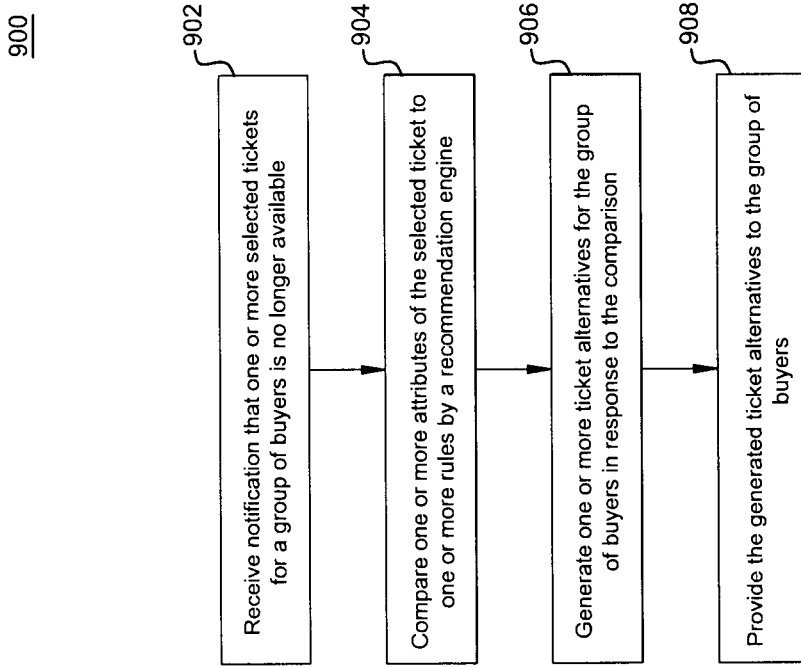 900
902
Receive notification that one or more selected tickets
for a group of buyers is no longer available
904
Compare one or more attributes of the selected ticket to
one or more rules by a recommendation engine
906
Generate one or more ticket alternatives for the group
of buyers in response to the comparison
908
Provide the generated ticket alternatives to the group of
buyers